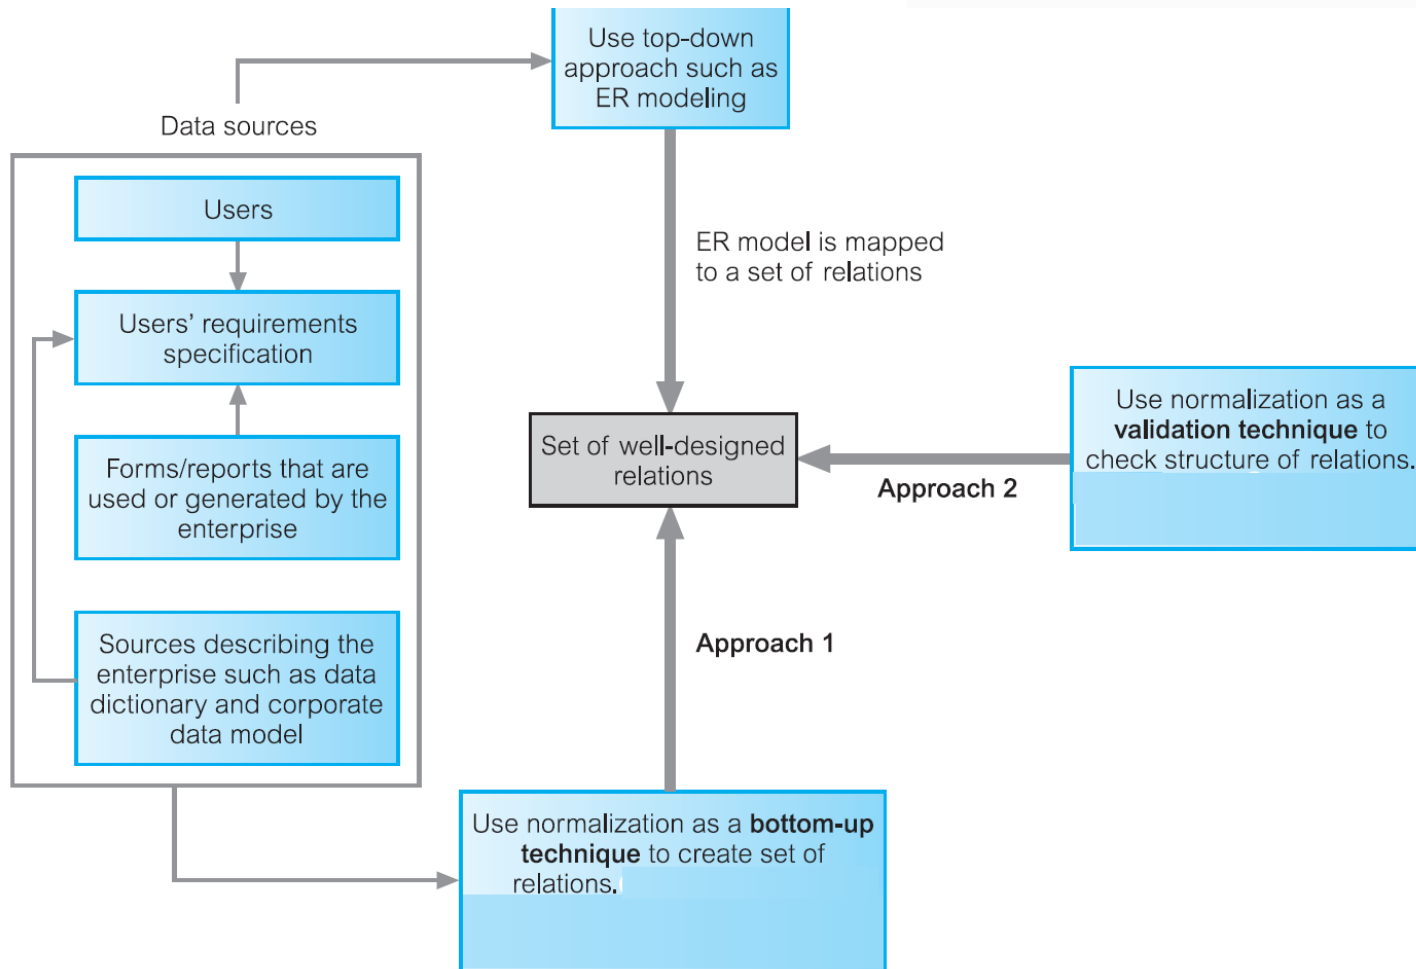 Use top-down
approach such as
ER modeling
Data sources
Users
Users’ requirements
specification
Forms/reports that are
used or generated by the
enterprise
Sources describing the
enterprise such as data
dictionary and corporate
data model
ER model is mapped
to a set of relations
Set of well-designed
relations
Use normalization as a
validation technique to
check structure of relations.
Approach 2
Approach 1
Use normalization as a bottom-up
technique to create set of
relations.